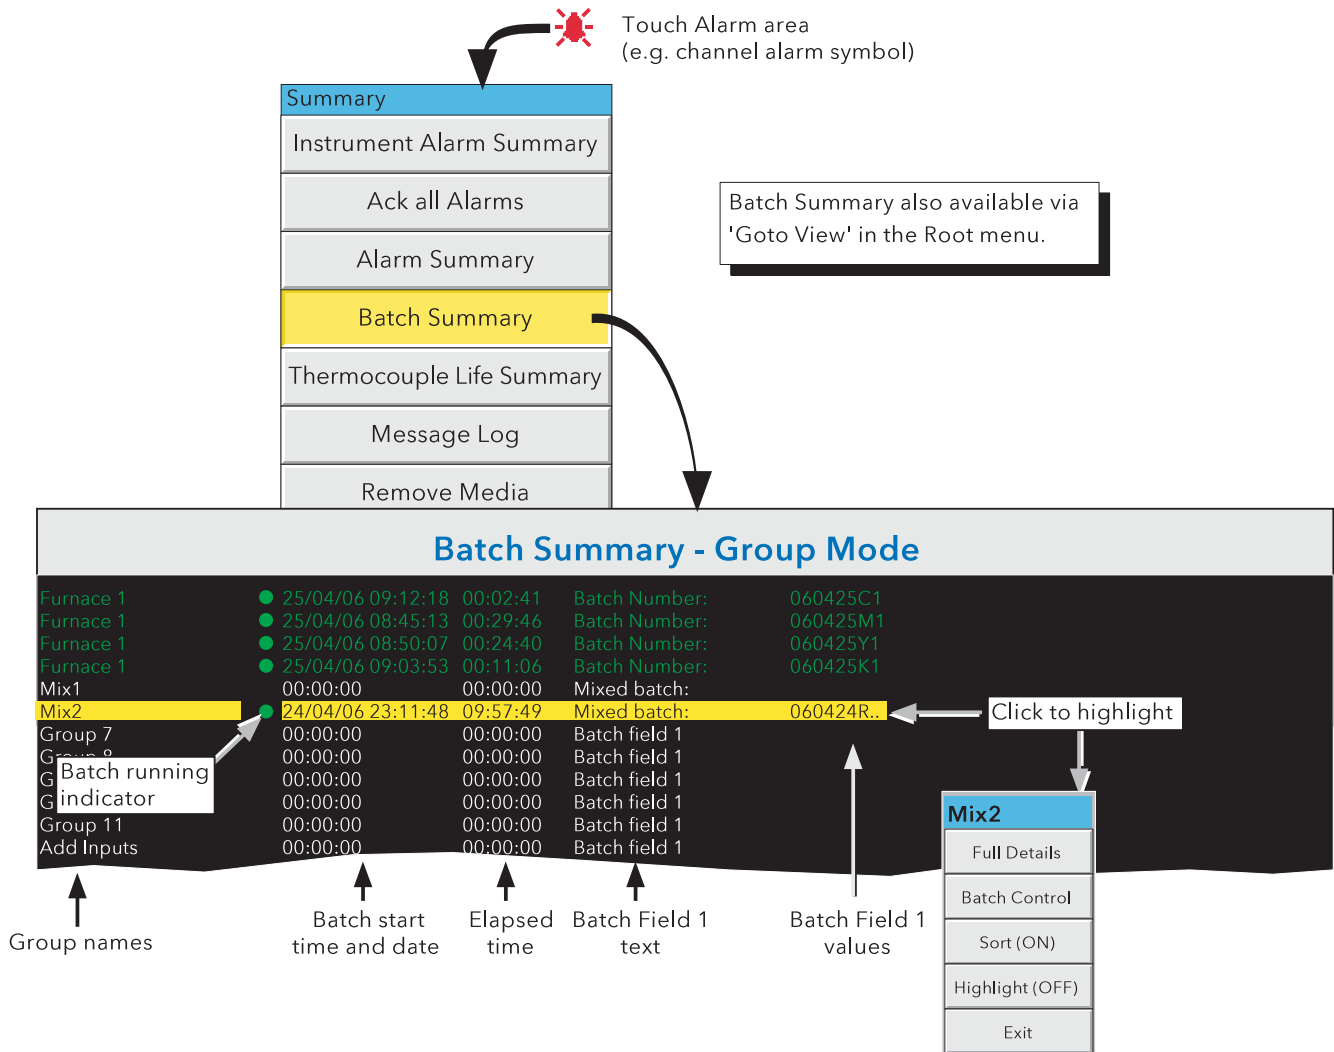 Touch Alarm area
(e.g. channel alarm symbol)
Summary
Instrument Alarm Summary
Ack all Alarms
Alarm Summary
Batch Summary
Thermocouple Life Summary
Message Log
Remove Media
Batch Summary also available via
'Goto View' in the Root menu.
Batch Summary - Group Mode
Furnace 1 25/04/06 09:12:18 00:02:41 Batch Number: 060425C1
Furnace 1 25/04/06 08:45:13 00:29:46 Batch Number: 060425M1
Furnace 1 25/04/06 08:50:07 00:24:40 Batch Number: 060425Y1
Furnace 1 25/04/06 09:03:53 00:11:06 Batch Number: 060425K1
Mix1 00:00:00 00:00:00 Mixed batch:
Mix2 24/04/06 23:11:48 09:57:49 Mixed batch: 060424R..
Group 7 00:00:00 00:00:00 Batch field 1
Group 8 00:00:00 00:00:00 Batch field 1
G 00:00:00 00:00:00 Batch field 1
G 00:00:00 00:00:00 Batch field 1
Group 11 00:00:00 00:00:00 Batch field 1
Add Inputs 00:00:00 00:00:00 Batch field 1
Batch running
indicator
Click to highlight
Mix2
Full Details
Batch Control
Sort (ON)
Highlight (OFF)
Exit
Group names
Batch start
time and date
Elapsed
time
Batch Field 1
text
Batch Field 1
values